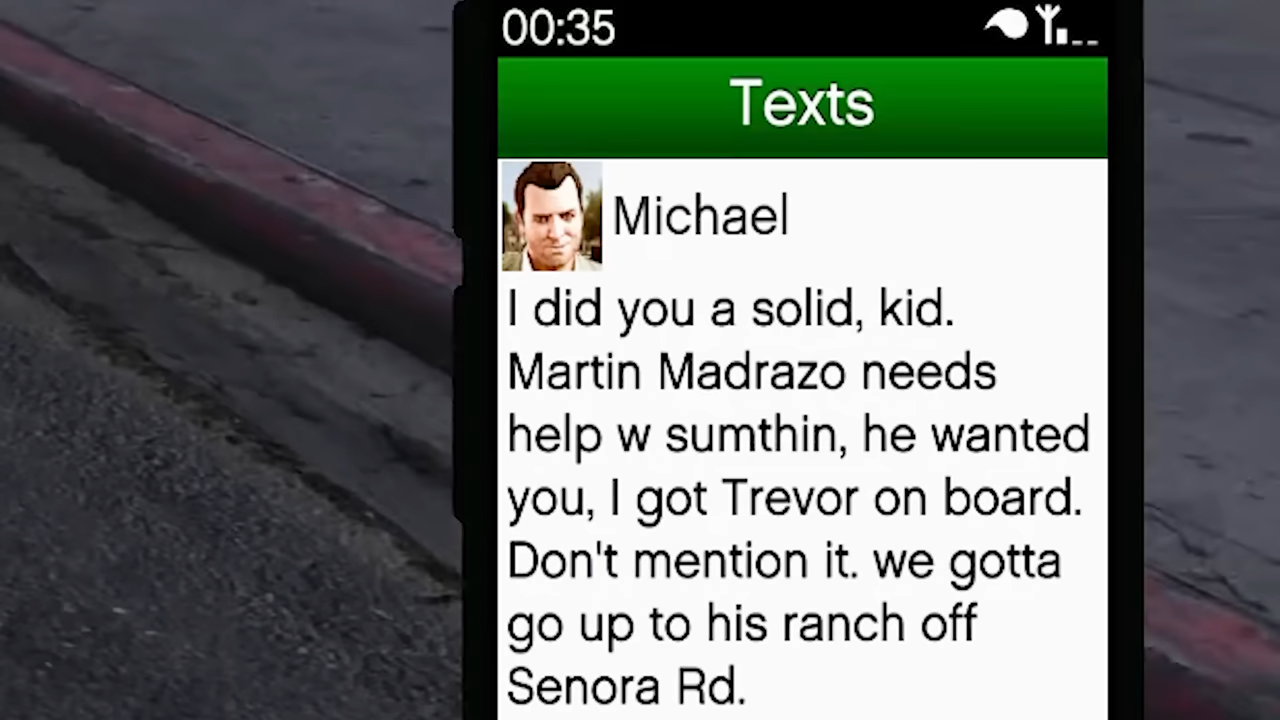 00:35
Texts
Michael
I did you a solid, kid.
Martin Madrazo needs
help w sumthin, he wanted
you, I got Trevor on board.
Don't mention it. we gotta
go up to his ranch off
Senora Rd.